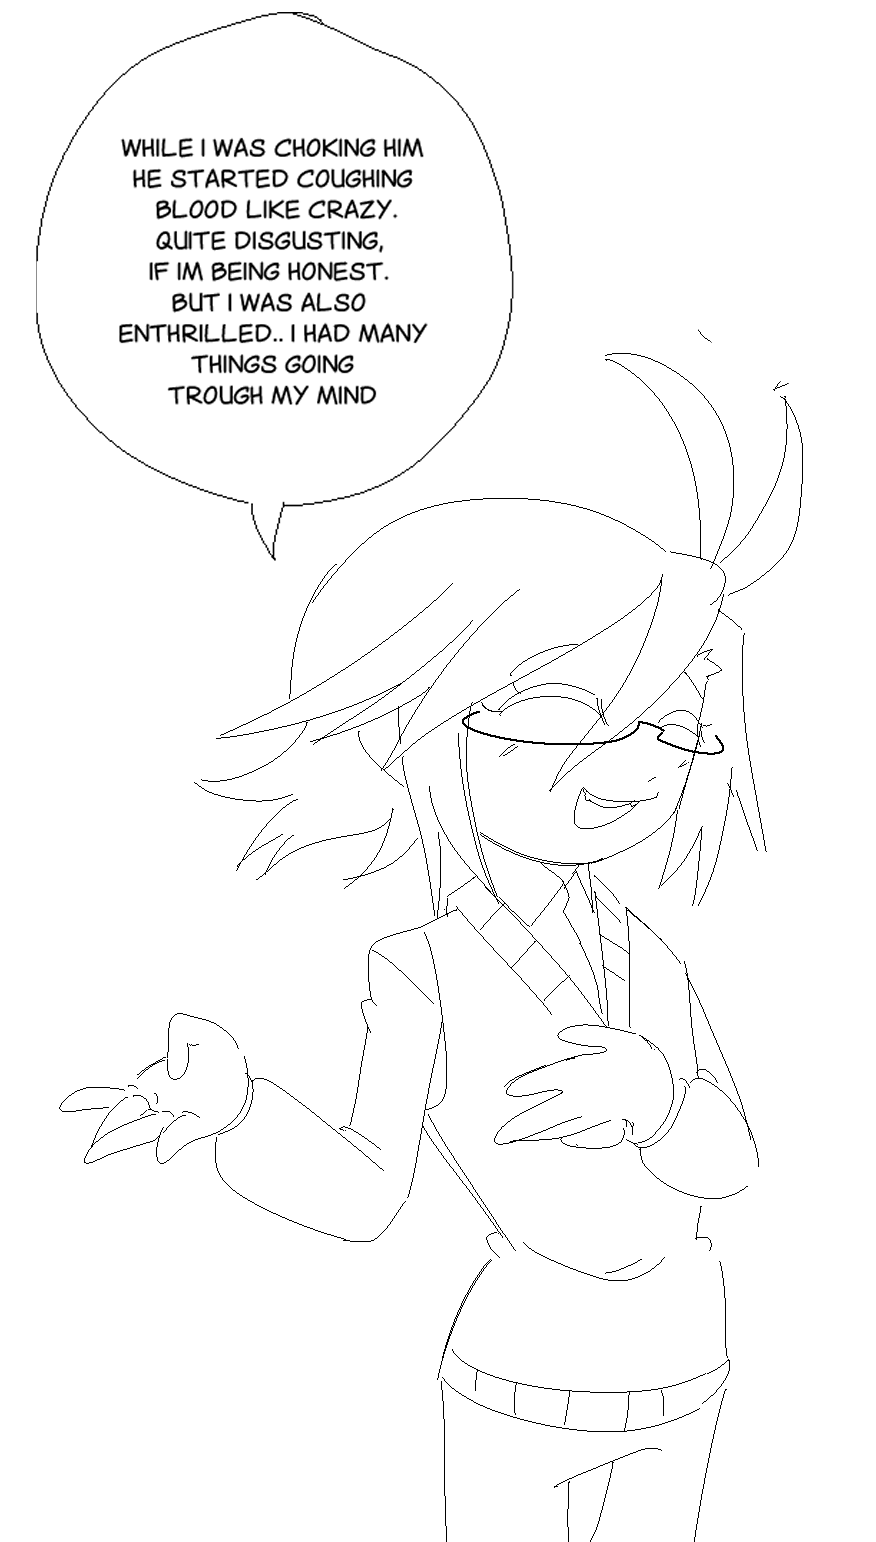 WHILE I WAS CHOKING HIM
HE STARTED COUGHING
BLOOD LIKE CRAZY.
QUITE DISGUSTING,
IF IM BEING HONEST.
BUT I WAS ALSO
ENTHRILLED.. I HAD MANY
THINGS GOING
TROUGH MY MIND